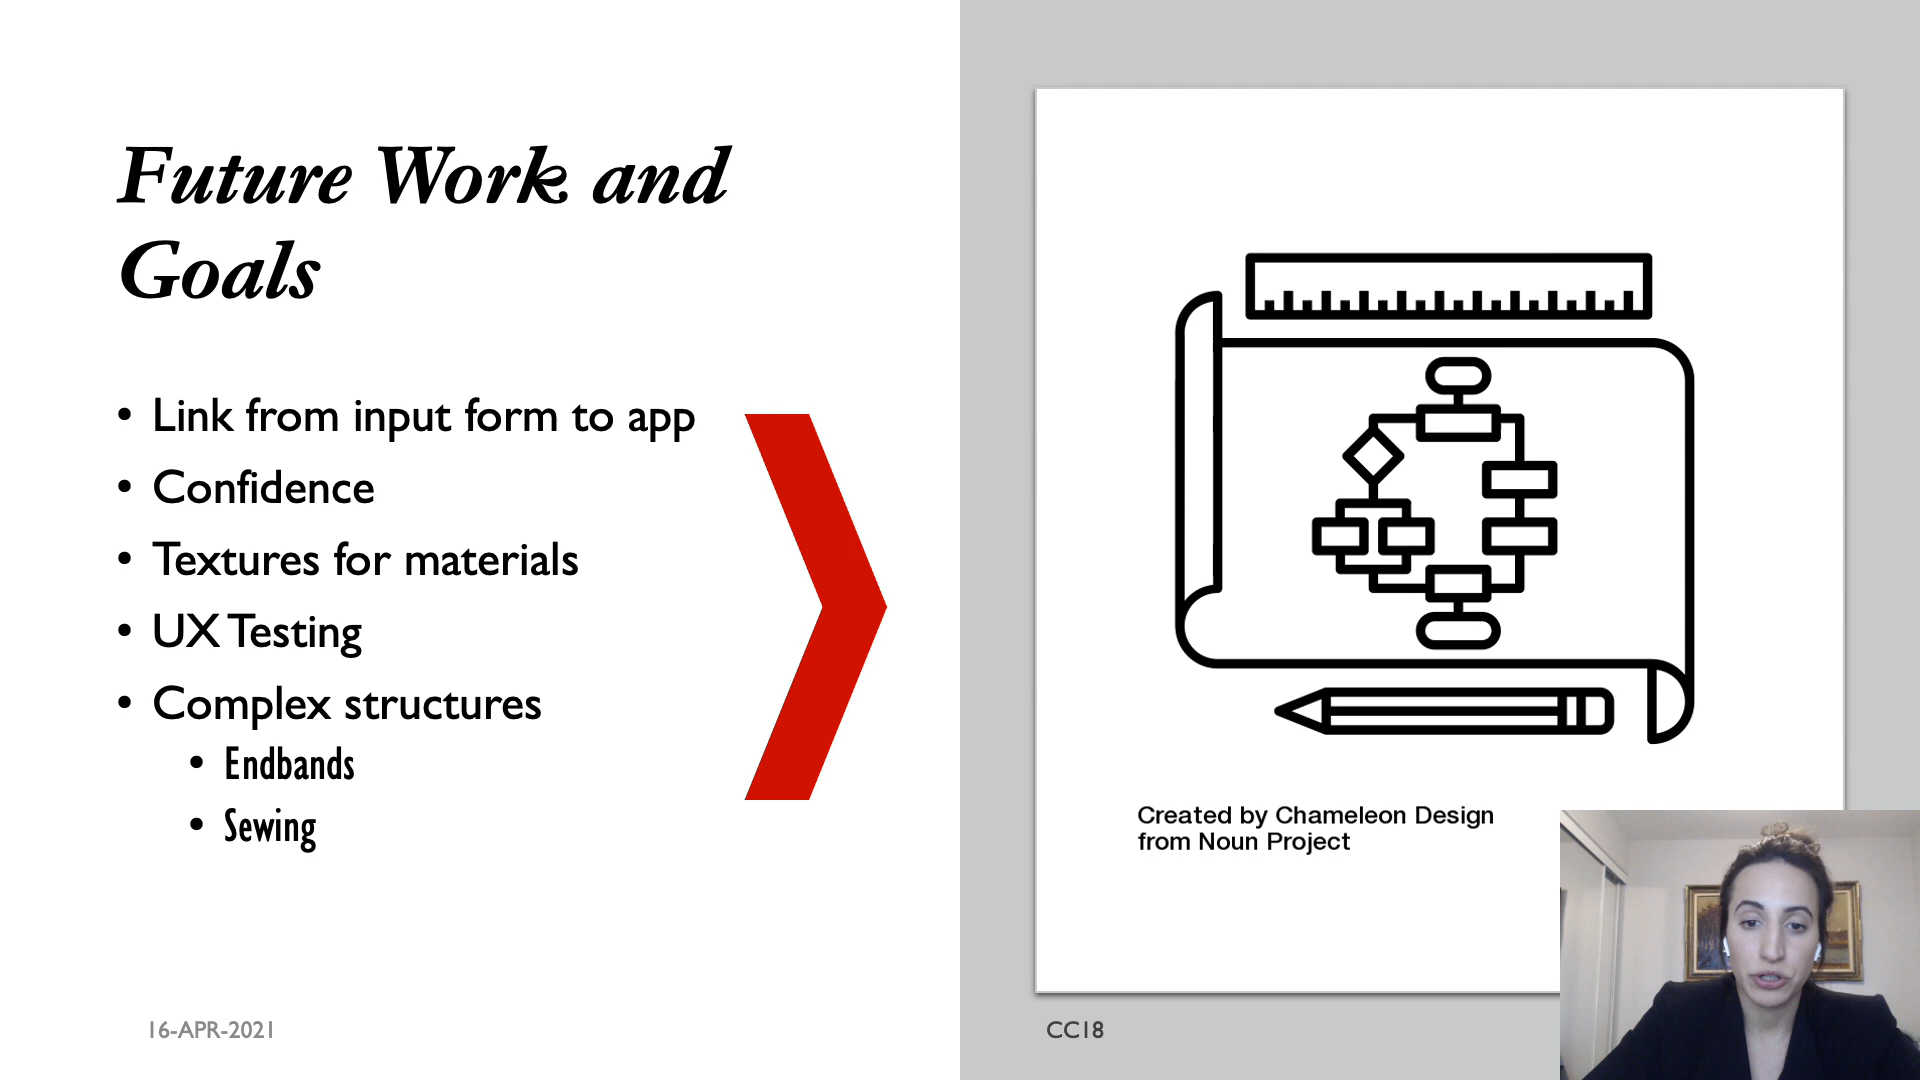 Future Work and
Goals
• Link from input form to app
• Confidence
• Textures for materials
• UX Testing
• Complex structures
• Endbands
• Sewing
Created by Chameleon Design
from Noun Project
16-APR-2021
CC18